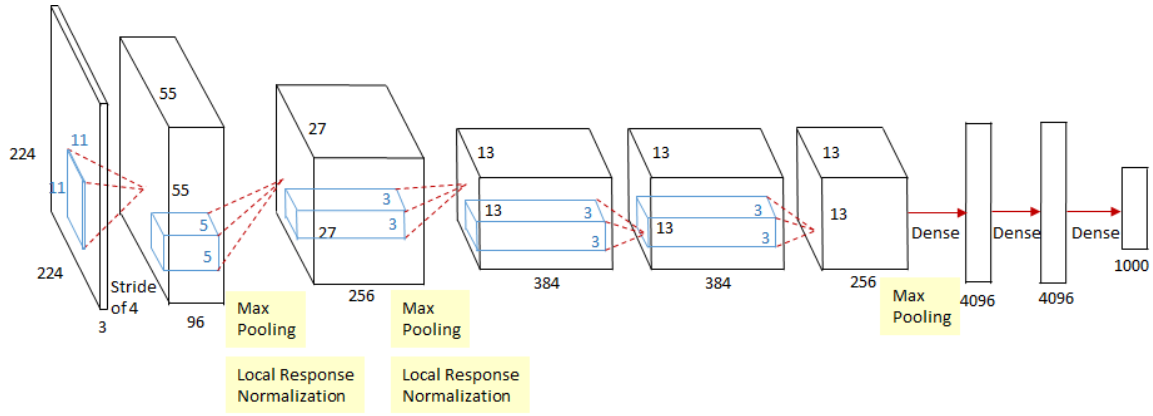 224
11
11
224
3
Stride
of 4
55
55
5
5
96
Max
Pooling
Local Response
Normalization
27
27
3
3
256
Max
Pooling
Local Response
Normalization
13
13
3
3
384
13
13
3
3
384
13
13
256
Dense
Max
Pooling
4096
Dense
4096
Dense
1000